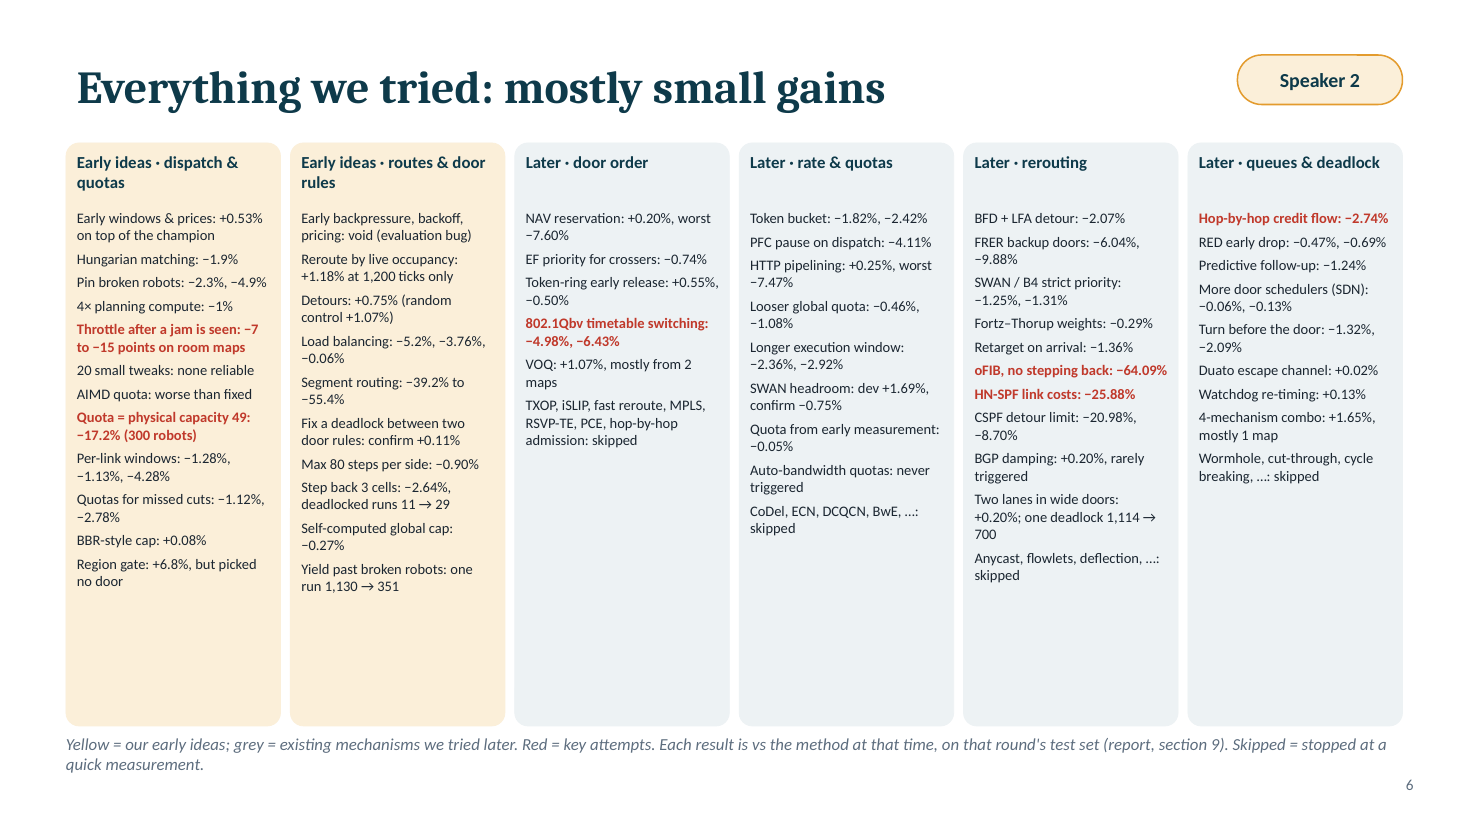 Everything we tried: mostly small gains
Speaker 2
Early ideas · dispatch &
quotas
Early windows & prices: +0.53%
on top of the champion
Hungarian matching: −1.9%
Pin broken robots: −2.3%, −4.9%
4× planning compute: −1%
Throttle after a jam is seen: −7
to −15 points on room maps
20 small tweaks: none reliable
AIMD quota: worse than fixed
Quota = physical capacity 49:
−17.2% (300 robots)
Per-link windows: −1.28%,
−1.13%, −4.28%
Quotas for missed cuts: −1.12%,
−2.78%
BBR-style cap: +0.08%
Region gate: +6.8%, but picked
no door
Early ideas · routes & door
rules
Early backpressure, backoff,
pricing: void (evaluation bug)
Reroute by live occupancy:
+1.18% at 1,200 ticks only
Detours: +0.75% (random
control +1.07%)
Load balancing: −5.2%, −3.76%,
−0.06%
Segment routing: −39.2% to
−55.4%
Fix a deadlock between two
door rules: confirm +0.11%
Max 80 steps per side: −0.90%
Step back 3 cells: −2.64%,
deadlocked runs 11 → 29
Self-computed global cap:
−0.27%
Yield past broken robots: one
run 1,130 → 351
Later · door order
NAV reservation: +0.20%, worst
−7.60%
EF priority for crossers: −0.74%
Token-ring early release: +0.55%,
−0.50%
802.1Qbv timetable switching:
−4.98%, −6.43%
VOQ: +1.07%, mostly from 2
maps
TXOP, iSLIP, fast reroute, MPLS,
RSVP-TE, PCE, hop-by-hop
admission: skipped
Later · rate & quotas
Token bucket: −1.82%, −2.42%
PFC pause on dispatch: −4.11%
HTTP pipelining: +0.25%, worst
−7.47%
Looser global quota: −0.46%,
−1.08%
Longer execution window:
−2.36%, −2.92%
SWAN headroom: dev +1.69%,
confirm −0.75%
Quota from early measurement:
−0.05%
Auto-bandwidth quotas: never
triggered
CoDel, ECN, DCQCN, BwE, …:
skipped
Later · rerouting
BFD + LFA detour: −2.07%
FRER backup doors: −6.04%,
−9.88%
SWAN / B4 strict priority:
−1.25%, −1.31%
Fortz–Thorup weights: −0.29%
Retarget on arrival: −1.36%
oFIB, no stepping back: −64.09%
HN-SPF link costs: −25.88%
CSPF detour limit: −20.98%,
−8.70%
BGP damping: +0.20%, rarely
triggered
Two lanes in wide doors:
+0.20%; one deadlock 1,114 →
700
Anycast, flowlets, deflection, …:
skipped
Later · queues & deadlock
Hop-by-hop credit flow: −2.74%
RED early drop: −0.47%, −0.69%
Predictive follow-up: −1.24%
More door schedulers (SDN):
−0.06%, −0.13%
Turn before the door: −1.32%,
−2.09%
Duato escape channel: +0.02%
Watchdog re-timing: +0.13%
4-mechanism combo: +1.65%,
mostly 1 map
Wormhole, cut-through, cycle
breaking, …: skipped
Yellow = our early ideas; grey = existing mechanisms we tried later. Red = key attempts. Each result is vs the method at that time, on that round's test set (report, section 9). Skipped = stopped at a
quick measurement.
6